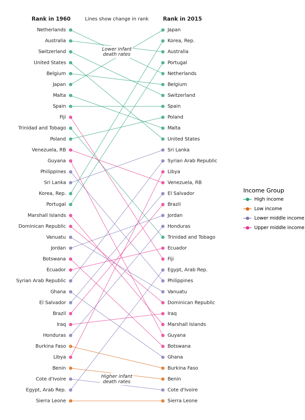 Rank in 1960 Lines show change in rank Rank in 2015
Netherlands Japan
Australia Korea, Rep.
Switzerland Australia
Lower infant
death rates
United States Portugal
Belgium Netherlands
Japan Belgium
Malta Switzerland
Spain Spain
Fiji Poland
Trinidad and Tobago Malta
Poland United States
Venezuela, RB Sri Lanka
Guyana Syrian Arab Republic
Philippines Libya
Sri Lanka Venezuela, RB
Korea, Rep. El Salvador
Portugal Brazil
Marshall Islands Jordan
Dominican Republic Honduras
Vanuatu Trinidad and Tobago
Jordan Ecuador
Botswana Fiji
Ecuador Egypt, Arab Rep.
Syrian Arab Republic Philippines
Ghana Vanuatu
El Salvador Dominican Republic
Brazil Iraq
Iraq Marshall Islands
Honduras Guyana
Burkina Faso Botswana
Libya Ghana
Benin Burkina Faso
Higher infant
death rates
Cote d'Ivoire Benin
Egypt, Arab Rep. Cote d'Ivoire
Sierra Leone Sierra Leone
Income Group
High income
Low income
Lower middle income
Upper middle income